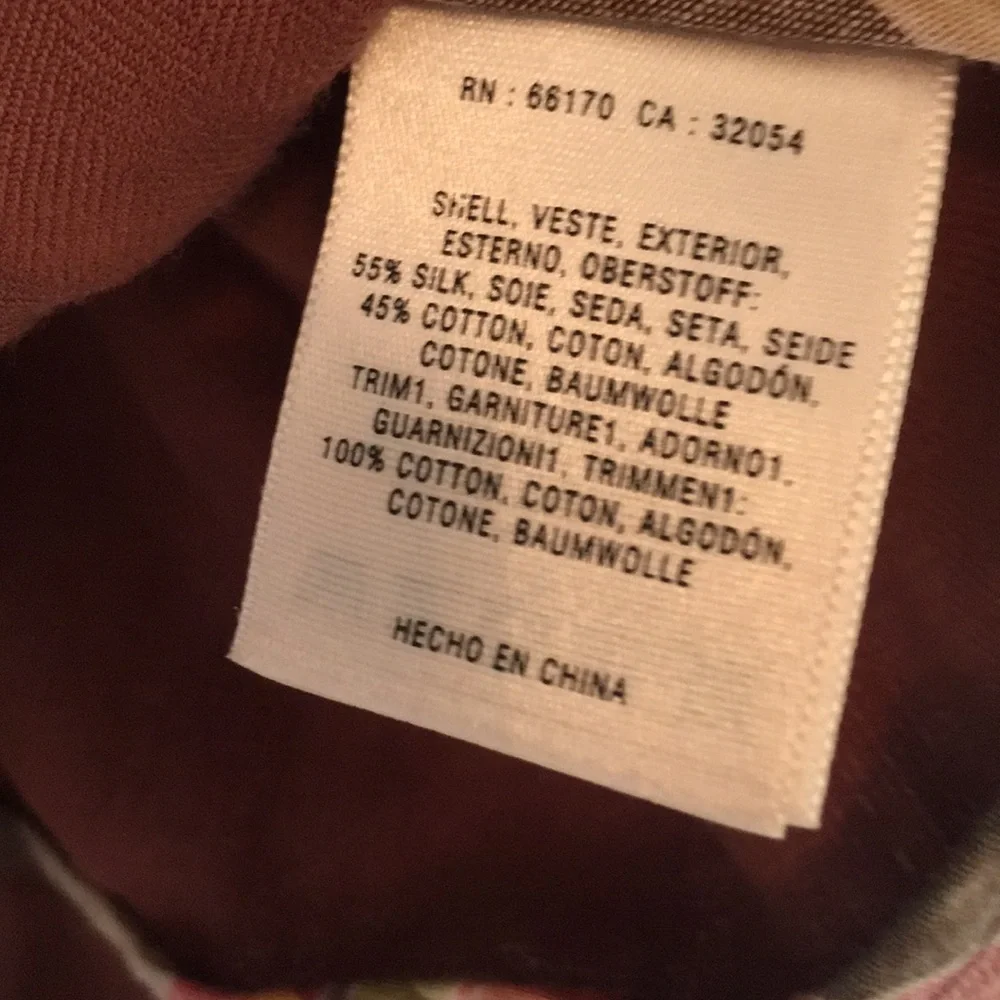 RN : 66170 CA : 32054
SHELL, VESTE, EXTERIOR,
ESTERNO, OBERSTOFF:
55% SILK, SOIE, SEDA, SETA, SEIDE
45% COTTON, COTON, ALGODÓN,
COTONE, BAUMWOLLE
TRIM1, GARNITURE1, ADORNO1,
GUARNIZIONI1, TRIMMEN1:
100% COTTON, COTON, ALGODÓN,
COTONE, BAUMWOLLE
HECHO EN CHINA